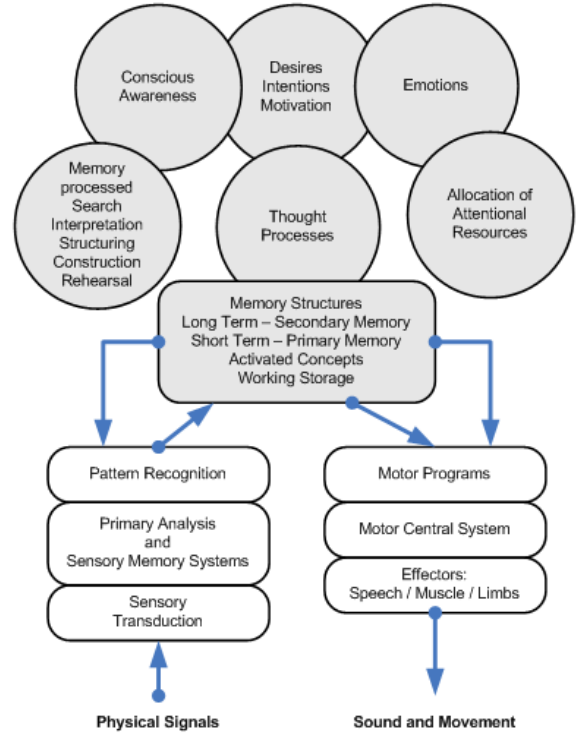 Conscious
Awareness
Desires
Intentions
Motivation
Emotions
Memory
processed
Search
Interpretation
Structuring
Construction
Rehearsal
Thought
Processes
Allocation of
Attentional
Resources
Memory Structures
Long Term – Secondary Memory
Short Term – Primary Memory
Activated Concepts
Working Storage
Pattern Recognition
Primary Analysis
and
Sensory Memory Systems
Sensory
Transduction
Physical Signals
Motor Programs
Motor Central System
Effectors:
Speech / Muscle / Limbs
Sound and Movement